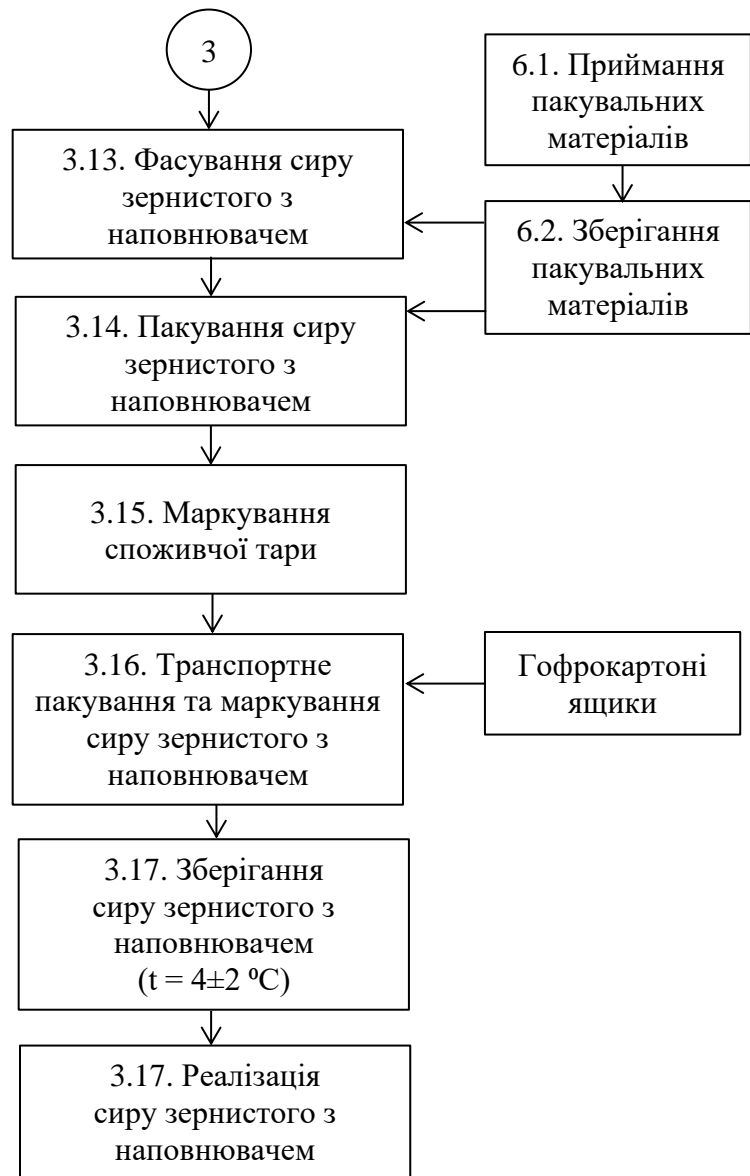 3
6.1. Приймання
пакувальних
матеріалів
3.13. Фасування сиру
зернистого з
наповнювачем
6.2. Зберігання
пакувальних
матеріалів
3.14. Пакування сиру
зернистого з
наповнювачем
3.15. Маркування
споживчої тари
3.16. Транспортне
пакування та маркування
сиру зернистого з
наповнювачем
Гофрокартоні
ящики
3.17. Зберігання
сиру зернистого з
наповнювачем
(t = 4±2 ⁰С)
3.17. Реалізація
сиру зернистого з
наповнювачем